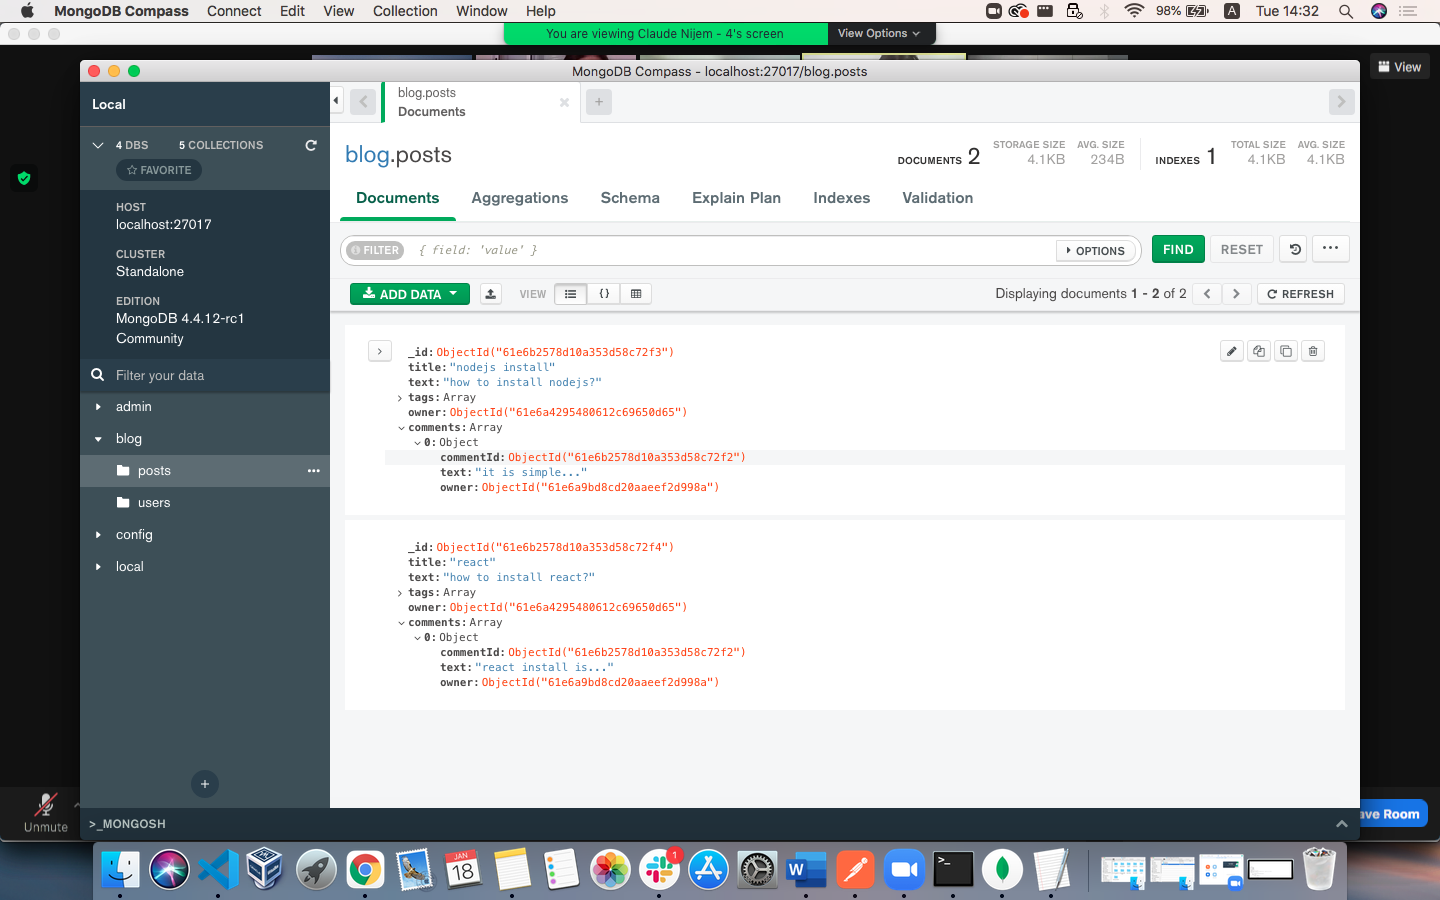 MongoDB Compass Connect Edit View Collection Window Help 98% A Tue 14:32
You are viewing Claude Nijem - 4's screen View Options
View
MongoDB Compass - localhost:27017/blog.posts
Local
4 DBS 5 COLLECTIONS
FAVORITE
HOST
localhost:27017
CLUSTER
Standalone
EDITION
MongoDB 4.4.12-rc1
Community
Filter your data
admin
blog
posts
users
config
local
blog.posts
Documents
blog.posts
DOCUMENTS 2
STORAGE SIZE
4.1KB
AVG. SIZE
234B
INDEXES 1
TOTAL SIZE
4.1KB
AVG. SIZE
4.1KB
Documents Aggregations Schema Explain Plan Indexes Validation
FILTER { field: 'value' } OPTIONS FIND RESET
ADD DATA VIEW { } Displaying documents 1 - 2 of 2 REFRESH
_id: ObjectId("61e6b2578d10a353d58c72f3")
title: "nodejs install"
text: "how to install nodejs?"
tags: Array
owner: ObjectId("61e6a4295480612c69650d65")
comments: Array
0: Object
commentId: ObjectId("61e6b2578d10a353d58c72f2")
text: "it is simple..."
owner: ObjectId("61e6a9bd8cd20aaeef2d998a")
_id: ObjectId("61e6b2578d10a353d58c72f4")
title: "react"
text: "how to install react?"
tags: Array
owner: ObjectId("61e6a4295480612c69650d65")
comments: Array
0: Object
commentId: ObjectId("61e6b2578d10a353d58c72f2")
text: "react install is..."
owner: ObjectId("61e6a9bd8cd20aaeef2d998a")
>_MONGOSH
Unmute
ave Room
JAN
18
1
W
>_